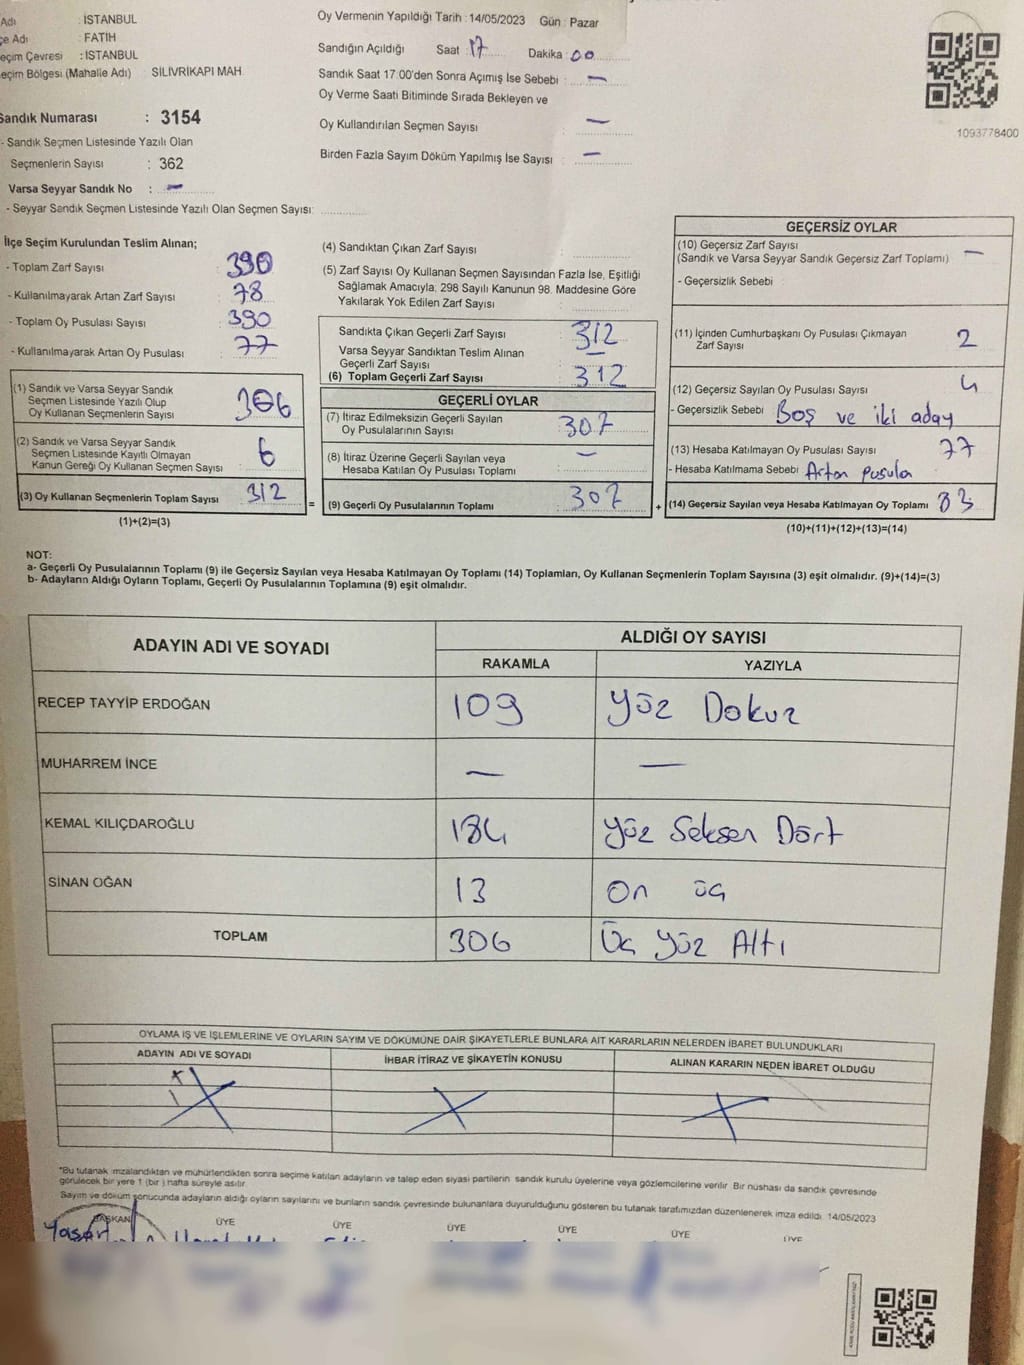 Adı : İSTANBUL
çe Adı : FATİH
eçim Çevresi : İSTANBUL
eçim Bölgesi (Mahalle Adı) SİLİVRİKAPI MAH.
Sandık Numarası : 3154
- Sandık Seçmen Listesinde Yazılı Olan
Seçmenlerin Sayısı : 362
Varsa Seyyar Sandık No : -
- Seyyar Sandık Seçmen Listesinde Yazılı Olan Seçmen Sayısı:
Oy Vermenin Yapıldığı Tarih : 14/05/2023 Gün : Pazar
Sandığın Açıldığı Saat : 17 Dakika : 00
Sandık Saat 17:00'den Sonra Açımış İse Sebebi : -
Oy Verme Saati Bitiminde Sırada Bekleyen ve
Oy Kullandırılan Seçmen Sayısı : -
Birden Fazla Sayım Döküm Yapılmış İse Sayısı : -
1093778400
İlçe Seçim Kurulundan Teslim Alınan;
- Toplam Zarf Sayısı : 390
- Kullanılmayarak Artan Zarf Sayısı : 78
- Toplam Oy Pusulası Sayısı : 390
- Kullanılmayarak Artan Oy Pusulası : 77
(1) Sandık ve Varsa Seyyar Sandık
Seçmen Listesinde Yazılı Olup
Oy Kullanan Seçmenlerin Sayısı : 306
(2) Sandık ve Varsa Seyyar Sandık
Seçmen Listesinde Kayıtlı Olmayan
Kanun Gereği Oy Kullanan Seçmen Sayısı : 6
(3) Oy Kullanan Seçmenlerin Toplam Sayısı : 312
(1)+(2)=(3)
(4) Sandıktan Çıkan Zarf Sayısı :
(5) Zarf Sayısı Oy Kullanan Seçmen Sayısından Fazla İse, Eşitliği
Sağlamak Amacıyla, 298 Sayılı Kanunun 98. Maddesine Göre
Yakılarak Yok Edilen Zarf Sayısı :
Sandıkta Çıkan Geçerli Zarf Sayısı : 312
Varsa Seyyar Sandıktan Teslim Alınan
Geçerli Zarf Sayısı : -
(6) Toplam Geçerli Zarf Sayısı : 312
GEÇERLİ OYLAR
(7) İtiraz Edilmeksizin Geçerli Sayılan
Oy Pusulalarının Sayısı : 307
(8) İtiraz Üzerine Geçerli Sayılan veya
Hesaba Katılan Oy Pusulası Toplamı : -
= (9) Geçerli Oy Pusulalarının Toplamı : 307
GEÇERSİZ OYLAR
(10) Geçersiz Zarf Sayısı
(Sandık ve Varsa Seyyar Sandık Geçersiz Zarf Toplamı) : -
- Geçersizlik Sebebi :
(11) İçinden Cumhurbaşkanı Oy Pusulası Çıkmayan
Zarf Sayısı : 2
(12) Geçersiz Sayılan Oy Pusulası Sayısı : 4
- Geçersizlik Sebebi : Boş ve iki aday
(13) Hesaba Katılmayan Oy Pusulası Sayısı : 77
- Hesaba Katılmama Sebebi : Artan pusula
+ (14) Geçersiz Sayılan veya Hesaba Katılmayan Oy Toplamı : 83
(10)+(11)+(12)+(13)=(14)
NOT:
a- Geçerli Oy Pusulalarının Toplamı (9) ile Geçersiz Sayılan veya Hesaba Katılmayan Oy Toplamı (14) Toplamları, Oy Kullanan Seçmenlerin Toplam Sayısına (3) eşit olmalıdır. (9)+(14)=(3)
b- Adayların Aldığı Oyların Toplamı, Geçerli Oy Pusulalarının Toplamına (9) eşit olmalıdır.
ADAYIN ADI VE SOYADI ALDIĞI OY SAYISI
RAKAMLA YAZIYLA
RECEP TAYYİP ERDOĞAN 109 Yüz Dokuz
MUHARREM İNCE - -
KEMAL KILIÇDAROĞLU 184 Yüz Seksen Dört
SİNAN OĞAN 13 On üç
TOPLAM 306 Üç Yüz Altı
OYLAMA İŞ VE İŞLEMLERİNE VE OYLARIN SAYIM VE DÖKÜMÜNE DAİR ŞİKAYETLERLE BUNLARA AİT KARARLARIN NELERDEN İBARET BULUNDUKLARI
ADAYIN ADI VE SOYADI İHBAR İTİRAZ VE ŞİKAYETİN KONUSU ALINAN KARARIN NEDEN İBARET OLDUĞU
*Bu tutanak imzalandıktan ve mühürlendikten sonra seçime katılan adayların ve talep eden siyasi partilerin sandık kurulu üyelerine veya gözlemcilerine verilir. Bir nüshası da sandık çevresinde
görülecek bir yere 1 (bir ) hafta süreyle asılır.
Sayım ve döküm sonucunda adayların aldığı oyların sayılarını ve bunların sandık çevresinde bulunanlara duyurulduğunu gösteren bu tutanak tarafımızdan düzenlenerek imza edildi. 14/05/2023
BAŞKAN ÜYE ÜYE ÜYE ÜYE ÜYE ÜYE